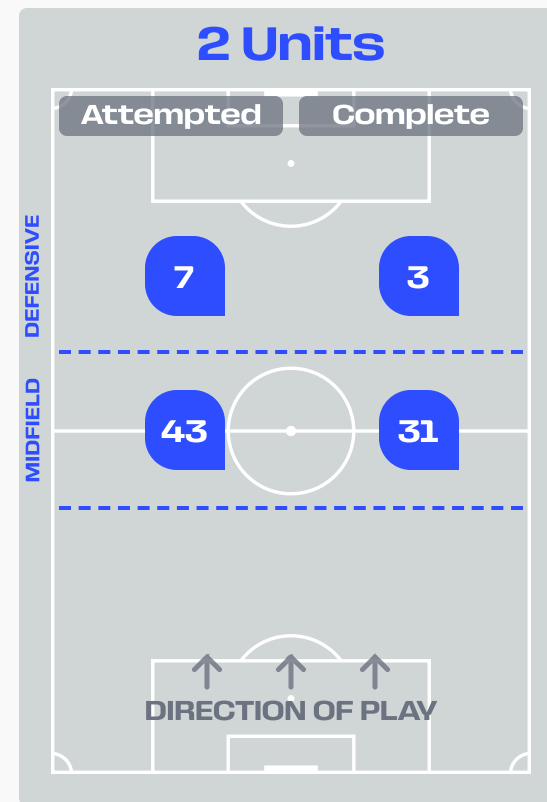 2 Units
Attempted
Complete
DEFENSIVE
7
3
MIDFIELD
43
31
DIRECTION OF PLAY